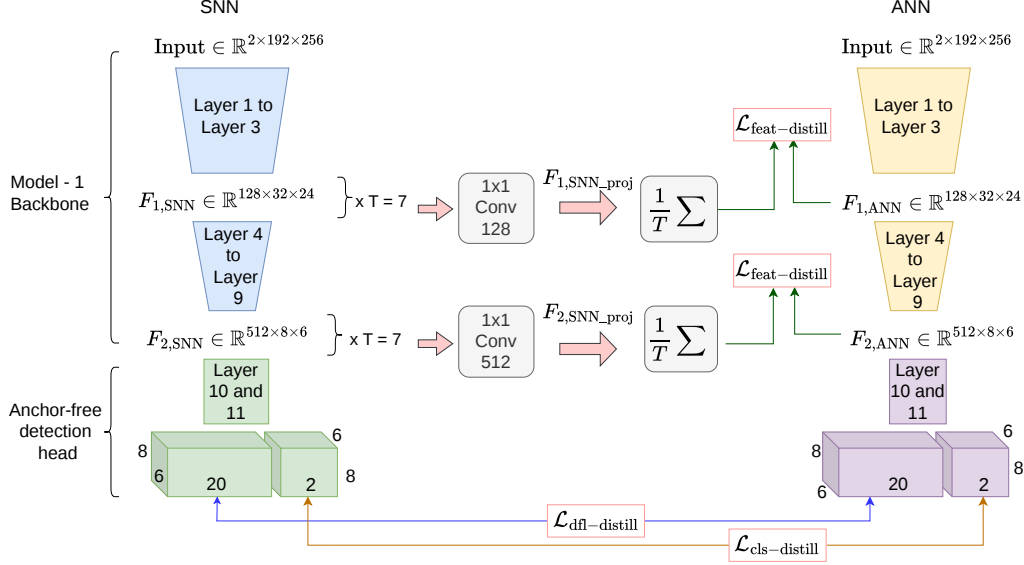 SNN
ANN
Input ∈ ℝ^{2×192×256}
Input ∈ ℝ^{2×192×256}
Layer 1 to
Layer 3
Layer 1 to
Layer 3
ℒ_{feat−distill}
Model - 1
Backbone
F_{1,SNN} ∈ ℝ^{128×32×24}
x T = 7
1x1
Conv
128
F_{1,SNN_proj}
1/T ∑
F_{1,ANN} ∈ ℝ^{128×32×24}
Layer 4
to
Layer
9
Layer 4
to
Layer
9
ℒ_{feat−distill}
F_{2,SNN} ∈ ℝ^{512×8×6}
x T = 7
1x1
Conv
512
F_{2,SNN_proj}
1/T ∑
F_{2,ANN} ∈ ℝ^{512×8×6}
Layer
10 and
11
Layer
10 and
11
Anchor-free
detection
head
8
6
20
2
6
8
8
6
20
2
6
8
ℒ_{dfl−distill}
ℒ_{cls−distill}